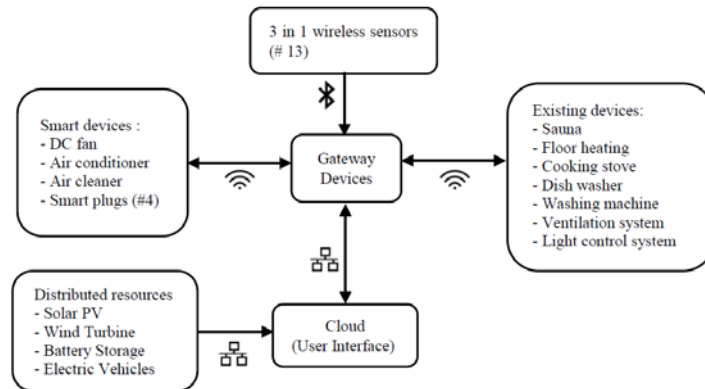 3 in 1 wireless sensors
(# 13)
Smart devices :
- DC fan
- Air conditioner
- Air cleaner
- Smart plugs (#4)
Gateway
Devices
Existing devices:
- Sauna
- Floor heating
- Cooking stove
- Dish washer
- Washing machine
- Ventilation system
- Light control system
Distributed resources
- Solar PV
- Wind Turbine
- Battery Storage
- Electric Vehicles
Cloud
(User Interface)